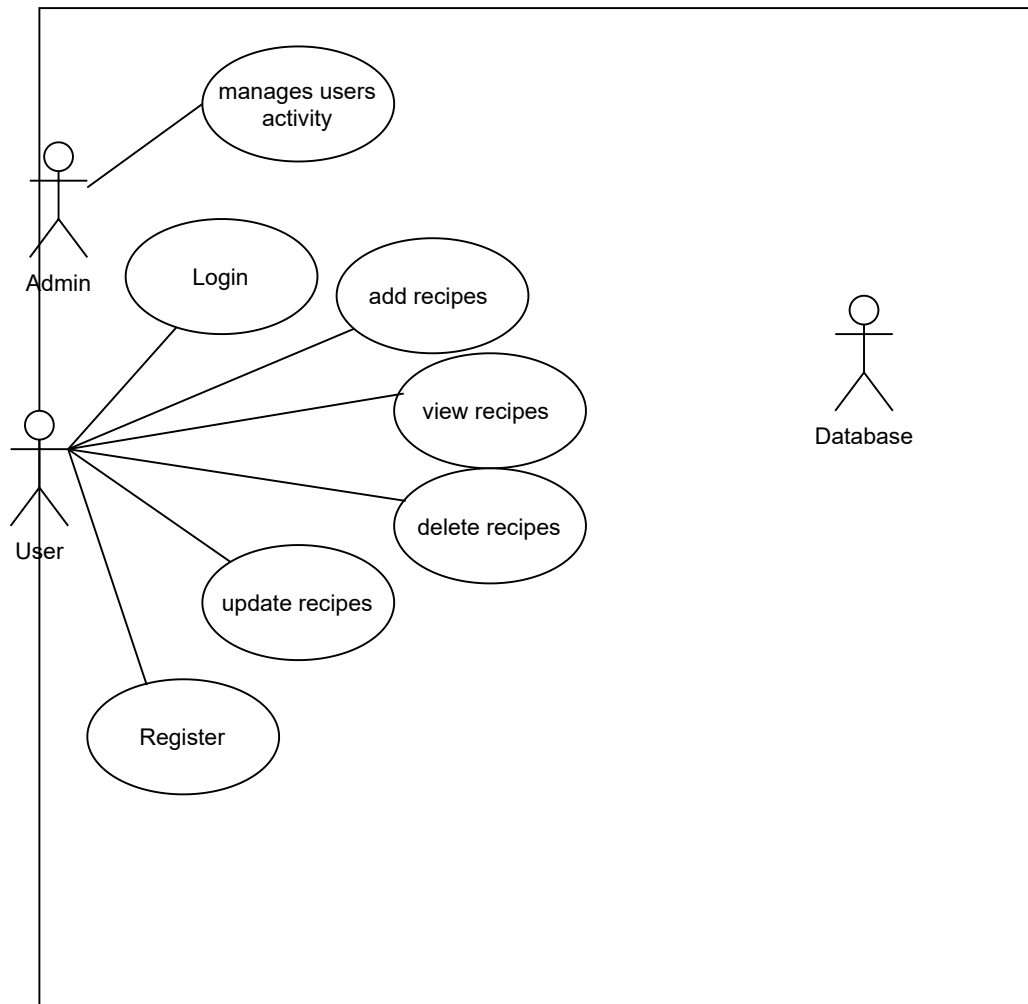 manages users
activity
Admin
Login
add recipes
view recipes
Database
delete recipes
User
update recipes
Register